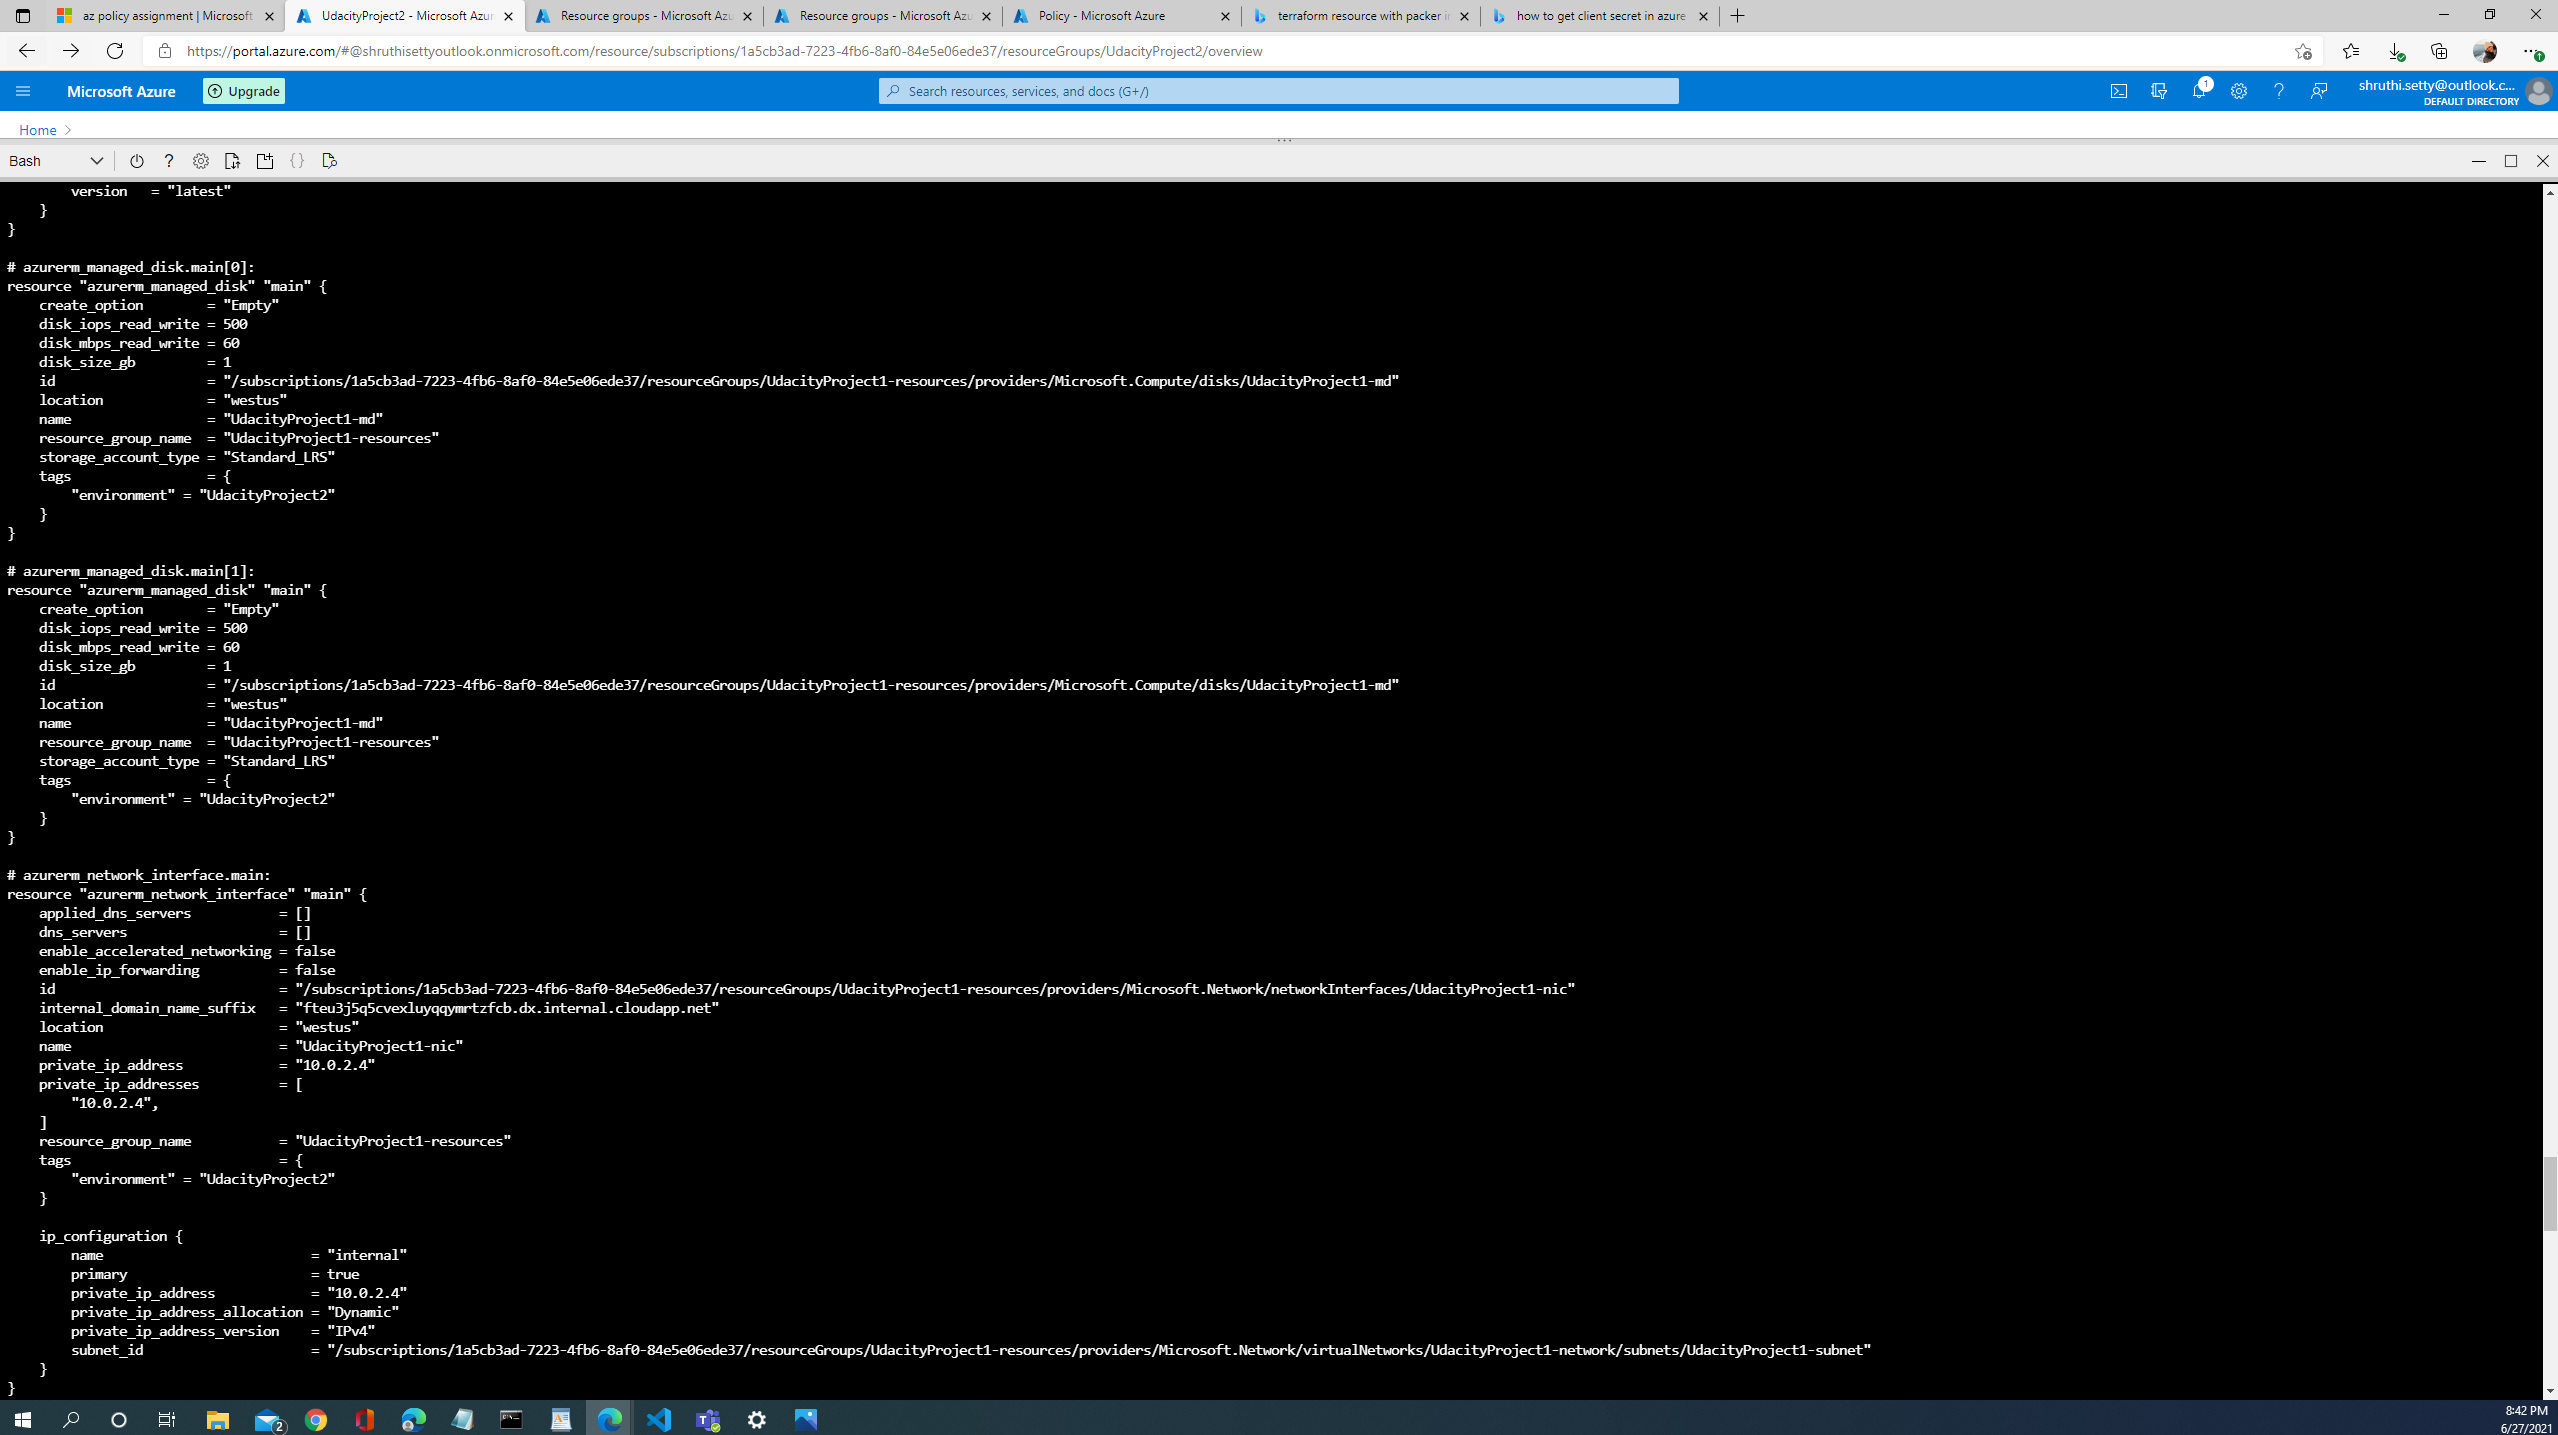 az policy assignment | Microsoft
UdacityProject2 - Microsoft Azur
Resource groups - Microsoft Azu
Resource groups - Microsoft Azu
Policy - Microsoft Azure
terraform resource with packer i
how to get client secret in azure
https://portal.azure.com/#@shruthisettyoutlook.onmicrosoft.com/resource/subscriptions/1a5cb3ad-7223-4fb6-8af0-84e5e06ede37/resourceGroups/UdacityProject2/overview
Microsoft Azure
Upgrade
Search resources, services, and docs (G+/)
1
shruthi.setty@outlook.c...
DEFAULT DIRECTORY
Home
Bash
version   = "latest"
}
}
# azurerm_managed_disk.main[0]:
resource "azurerm_managed_disk" "main" {
create_option        = "Empty"
disk_iops_read_write = 500
disk_mbps_read_write = 60
disk_size_gb         = 1
id                   = "/subscriptions/1a5cb3ad-7223-4fb6-8af0-84e5e06ede37/resourceGroups/UdacityProject1-resources/providers/Microsoft.Compute/disks/UdacityProject1-md"
location             = "westus"
name                 = "UdacityProject1-md"
resource_group_name  = "UdacityProject1-resources"
storage_account_type = "Standard_LRS"
tags                 = {
"environment" = "UdacityProject2"
}
}
# azurerm_managed_disk.main[1]:
resource "azurerm_managed_disk" "main" {
create_option        = "Empty"
disk_iops_read_write = 500
disk_mbps_read_write = 60
disk_size_gb         = 1
id                   = "/subscriptions/1a5cb3ad-7223-4fb6-8af0-84e5e06ede37/resourceGroups/UdacityProject1-resources/providers/Microsoft.Compute/disks/UdacityProject1-md"
location             = "westus"
name                 = "UdacityProject1-md"
resource_group_name  = "UdacityProject1-resources"
storage_account_type = "Standard_LRS"
tags                 = {
"environment" = "UdacityProject2"
}
}
# azurerm_network_interface.main:
resource "azurerm_network_interface" "main" {
applied_dns_servers           = []
dns_servers                   = []
enable_accelerated_networking = false
enable_ip_forwarding          = false
id                            = "/subscriptions/1a5cb3ad-7223-4fb6-8af0-84e5e06ede37/resourceGroups/UdacityProject1-resources/providers/Microsoft.Network/networkInterfaces/UdacityProject1-nic"
internal_domain_name_suffix   = "fteu3j5q5cvexluyqqymrtzfcb.dx.internal.cloudapp.net"
location                      = "westus"
name                          = "UdacityProject1-nic"
private_ip_address            = "10.0.2.4"
private_ip_addresses          = [
"10.0.2.4",
]
resource_group_name           = "UdacityProject1-resources"
tags                          = {
"environment" = "UdacityProject2"
}
ip_configuration {
name                          = "internal"
primary                       = true
private_ip_address            = "10.0.2.4"
private_ip_address_allocation = "Dynamic"
private_ip_address_version    = "IPv4"
subnet_id                     = "/subscriptions/1a5cb3ad-7223-4fb6-8af0-84e5e06ede37/resourceGroups/UdacityProject1-resources/providers/Microsoft.Network/virtualNetworks/UdacityProject1-network/subnets/UdacityProject1-subnet"
}
}
2
8:42 PM
6/27/2021